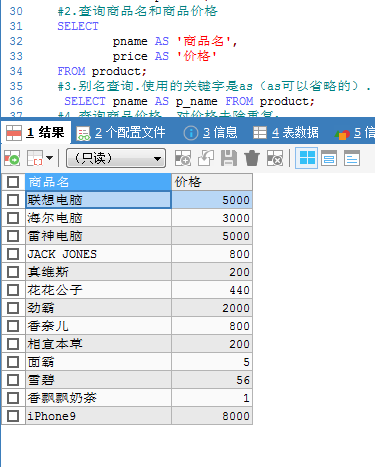 30 #2.查询商品名和商品价格
31 SELECT
32 pname AS '商品名',
33 price AS '价格'
34 FROM product;
35 #3.别名查询.使用的关键字是as（as可以省略的）.
36 SELECT pname AS p_name FROM product;
37 #4.查询商品价格，对价格去除重复.
1 结果 2 个配置文件 3 信息 4 表数据 5 信
（只读）
商品名 价格
联想电脑 5000
海尔电脑 3000
雷神电脑 5000
JACK JONES 800
真维斯 200
花花公子 440
劲霸 2000
香奈儿 800
相宜本草 200
面霸 5
雪碧 56
香飘飘奶茶 1
iPhone9 8000